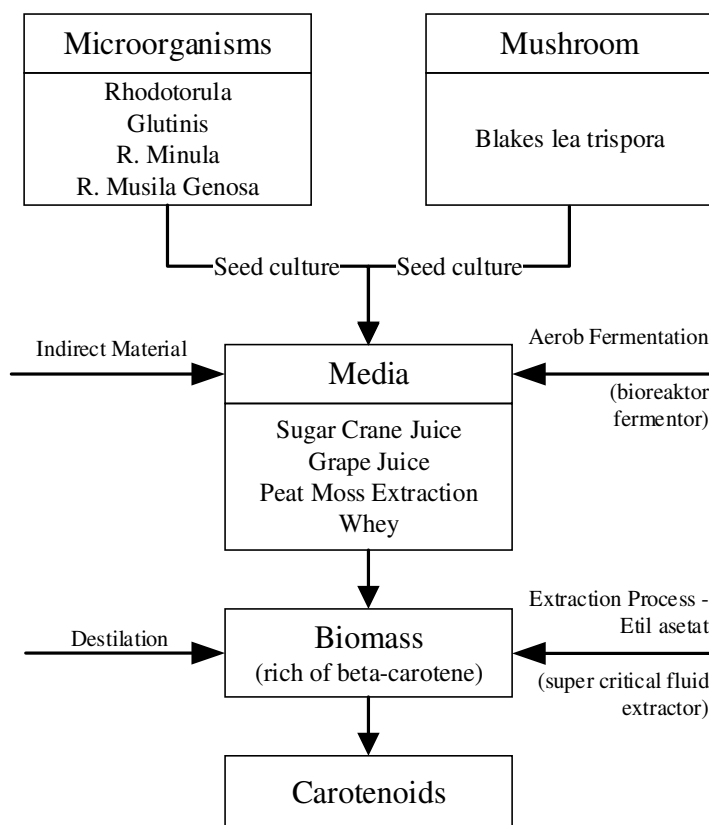 Microorganisms
Rhodotorula
Glutinis
R. Minula
R. Musila Genosa
Mushroom
Blakes lea trispora
Seed culture
Seed culture
Indirect Material
Aerob Fermentation
(bioreaktor
fermentor)
Media
Sugar Crane Juice
Grape Juice
Peat Moss Extraction
Whey
Destilation
Extraction Process -
Etil asetat
(super critical fluid
extractor)
Biomass
(rich of beta-carotene)
Carotenoids